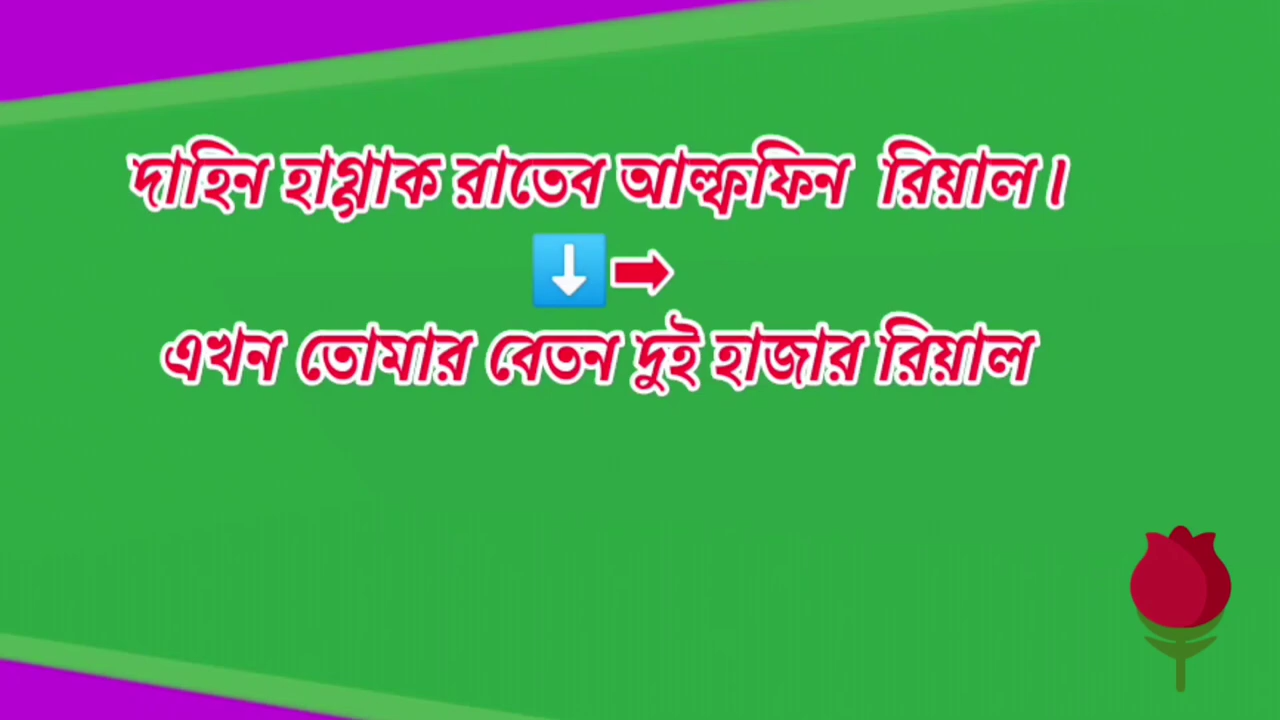 দাহিন হাগ্গাক রাতেব আল্ফফিন রিয়াল।
এখন তোমার বেতন দুই হাজার রিয়াল